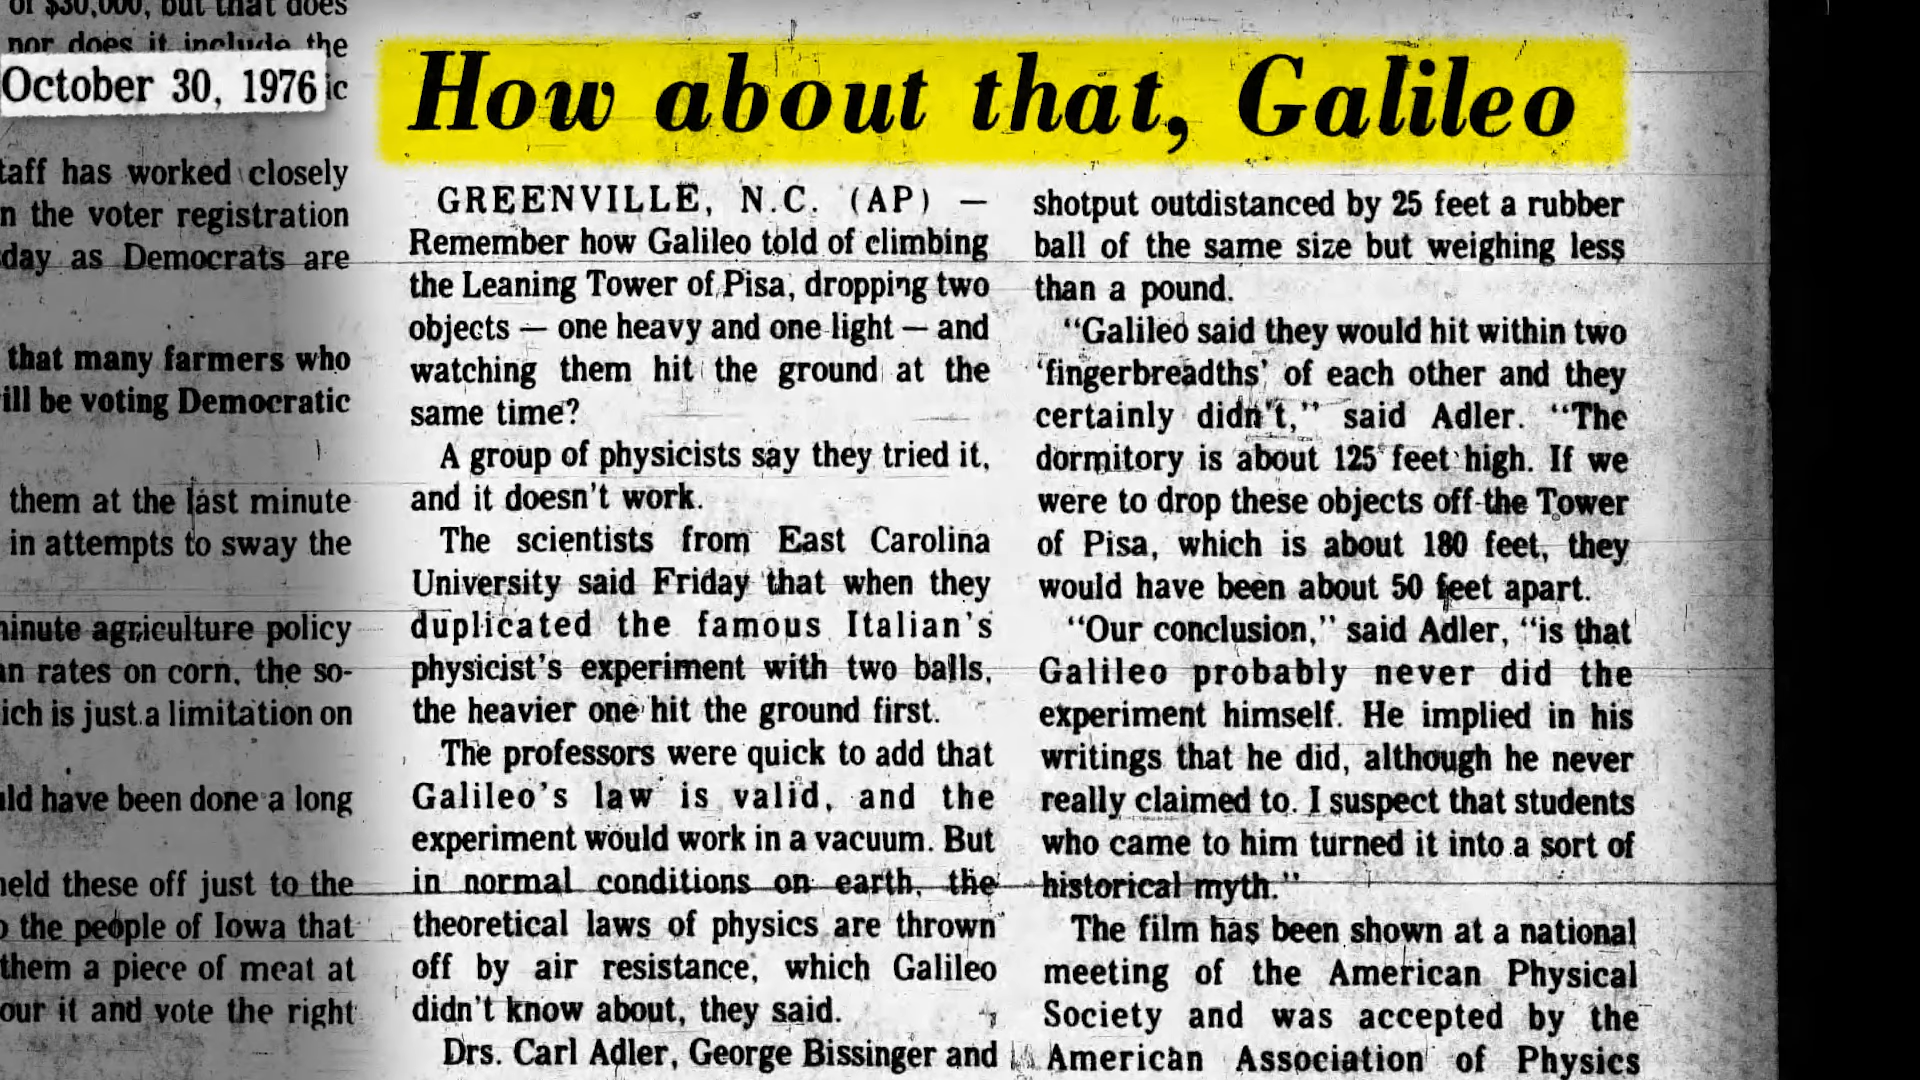 of $30,000, but that does
nor does it include the
October 30, 1976
ic
staff has worked closely
n the voter registration
day as Democrats are
that many farmers who
ill be voting Democratic
them at the last minute
in attempts to sway the
minute agriculture policy
an rates on corn, the so-
ich is just a limitation on
uld have been done a long
held these off just to the
o the people of Iowa that
them a piece of meat at
our it and vote the right
How about that, Galileo
GREENVILLE, N.C. (AP) —
Remember how Galileo told of climbing
the Leaning Tower of Pisa, dropping two
objects — one heavy and one light — and
watching them hit the ground at the
same time?
A group of physicists say they tried it,
and it doesn't work.
The scientists from East Carolina
University said Friday that when they
duplicated the famous Italian's
physicist's experiment with two balls,
the heavier one hit the ground first.
The professors were quick to add that
Galileo's law is valid, and the
experiment would work in a vacuum. But
in normal conditions on earth, the
theoretical laws of physics are thrown
off by air resistance, which Galileo
didn't know about, they said.
Drs. Carl Adler, George Bissinger and
shotput outdistanced by 25 feet a rubber
ball of the same size but weighing less
than a pound.
"Galileo said they would hit within two
'fingerbreadths' of each other and they
certainly didn't," said Adler. "The
dormitory is about 125 feet high. If we
were to drop these objects off the Tower
of Pisa, which is about 180 feet, they
would have been about 50 feet apart.
"Our conclusion," said Adler, "is that
Galileo probably never did the
experiment himself. He implied in his
writings that he did, although he never
really claimed to. I suspect that students
who came to him turned it into a sort of
historical myth."
The film has been shown at a national
meeting of the American Physical
Society and was accepted by the
American Association of Physics